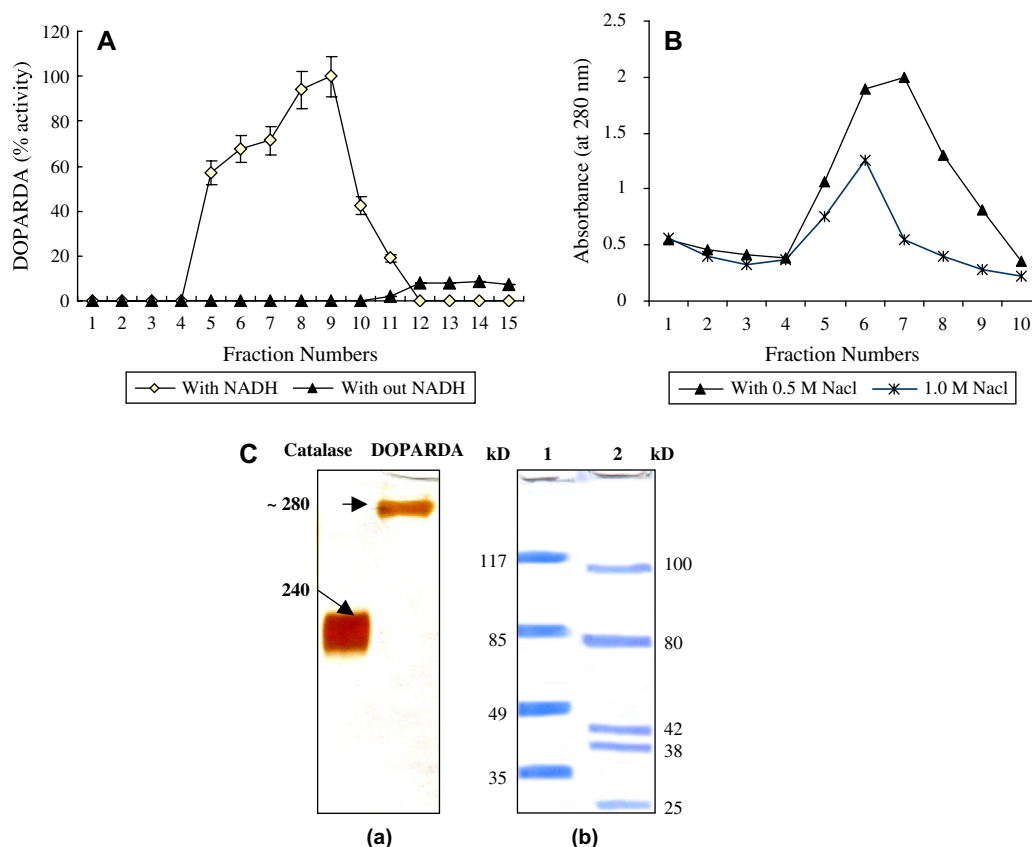 A
DOPARDA (% activity)
120
100
80
60
40
20
0
1 2 3 4 5 6 7 8 9 10 11 12 13 14 15
Fraction Numbers
With NADH With out NADH
B
Absorbance (at 280 nm)
2.5
2
1.5
1
0.5
0
1 2 3 4 5 6 7 8 9 10
Fraction Numbers
With 0.5 M Nacl 1.0 M Nacl
C Catalase DOPARDA kD 1 2 kD
~ 280
240
117
85
49
35
100
80
42
38
25
(a) (b)